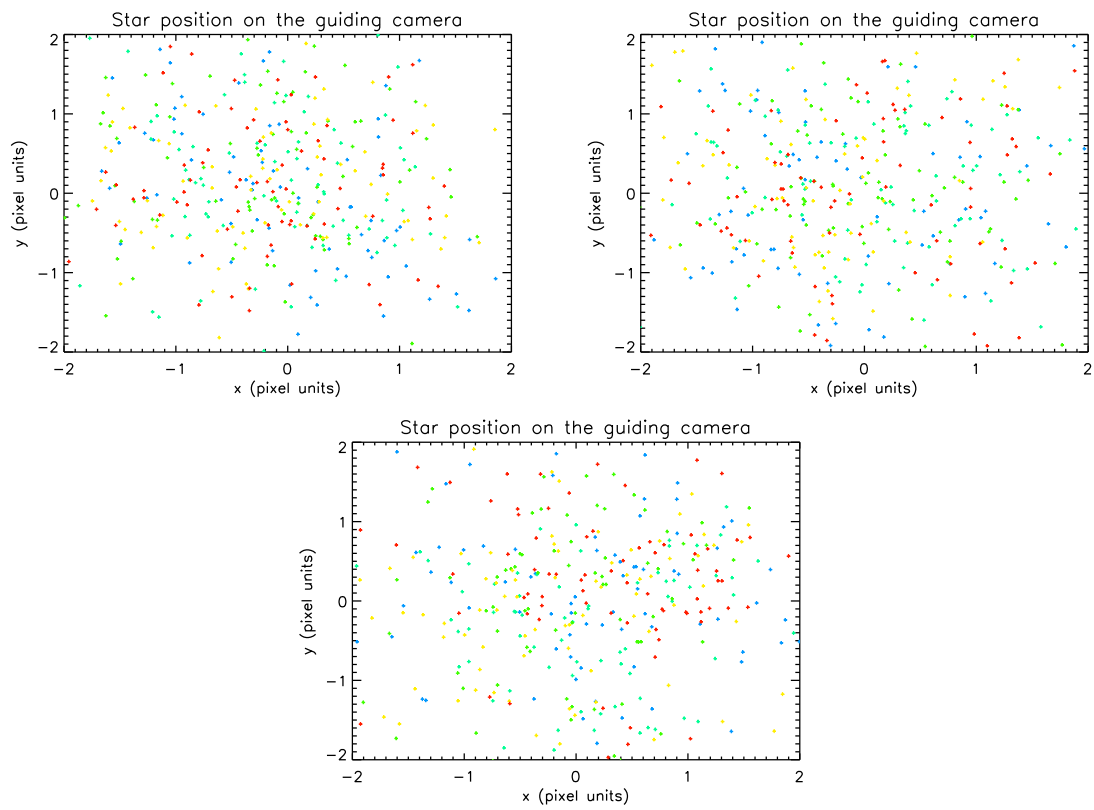 Star position on the guiding camera
2
1
0
−1
−2
−2 −1 0 1 2
y (pixel units)
x (pixel units)
Star position on the guiding camera
2
1
0
−1
−2
−2 −1 0 1 2
y (pixel units)
x (pixel units)
Star position on the guiding camera
2
1
0
−1
−2
−2 −1 0 1 2
y (pixel units)
x (pixel units)